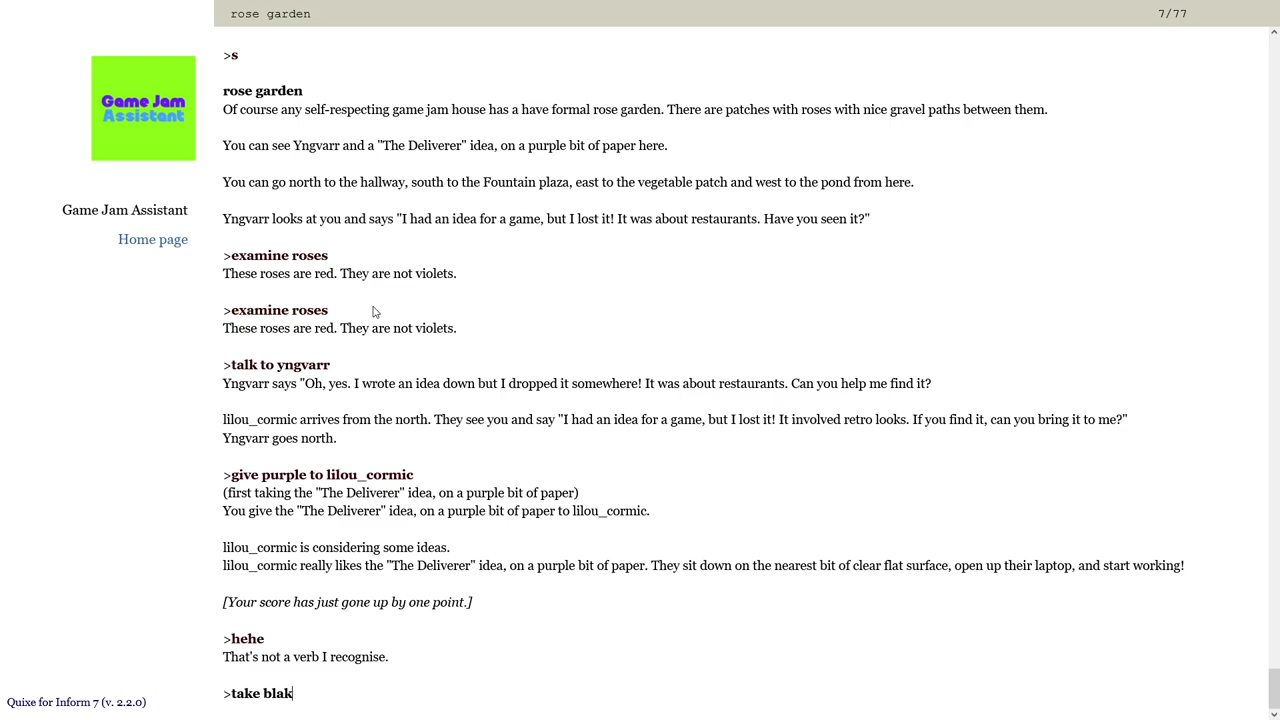 rose garden 7/77
>s
rose garden
Of course any self-respecting game jam house has a have formal rose garden. There are patches with roses with nice gravel paths between them.
You can see Yngvarr and a "The Deliverer" idea, on a purple bit of paper here.
You can go north to the hallway, south to the Fountain plaza, east to the vegetable patch and west to the pond from here.
Yngvarr looks at you and says "I had an idea for a game, but I lost it! It was about restaurants. Have you seen it?"
>examine roses
These roses are red. They are not violets.
>examine roses
These roses are red. They are not violets.
>talk to yngvarr
Yngvarr says "Oh, yes. I wrote an idea down but I dropped it somewhere! It was about restaurants. Can you help me find it?
lilou_cormic arrives from the north. They see you and say "I had an idea for a game, but I lost it! It involved retro looks. If you find it, can you bring it to me?"
Yngvarr goes north.
>give purple to lilou_cormic
(first taking the "The Deliverer" idea, on a purple bit of paper)
You give the "The Deliverer" idea, on a purple bit of paper to lilou_cormic.
lilou_cormic is considering some ideas.
lilou_cormic really likes the "The Deliverer" idea, on a purple bit of paper. They sit down on the nearest bit of clear flat surface, open up their laptop, and start working!
[Your score has just gone up by one point.]
>hehe
That's not a verb I recognise.
>take blak
Game Jam
Assistant
Game Jam Assistant
Home page
Quixe for Inform 7 (v. 2.2.0)